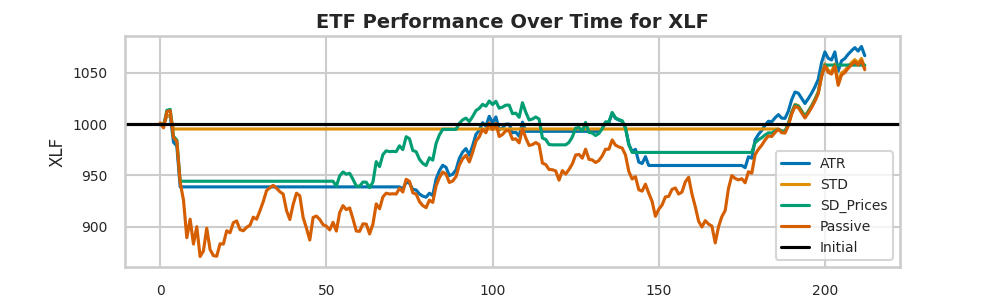 ETF Performance Over Time for XLF
XLF
1050
1000
950
900
0
50
100
150
200
ATR
STD
SD_Prices
Passive
Initial